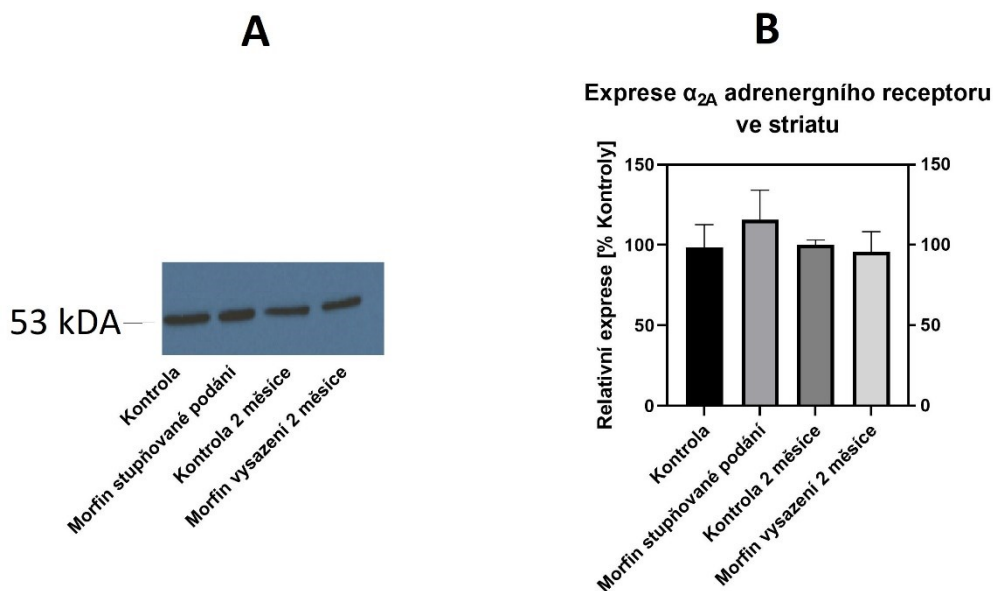 A
53 kDA
Kontrola
Morfin stupňované podání
Kontrola 2 měsíce
Morfin vysazení 2 měsíce
B
Exprese α2A adrenergního receptoru
ve striatu
Relativní exprese [% Kontroly]
150
100
50
0
150
100
50
0
Kontrola
Morfin stupňované podání
Kontrola 2 měsíce
Morfin vysazení 2 měsíce